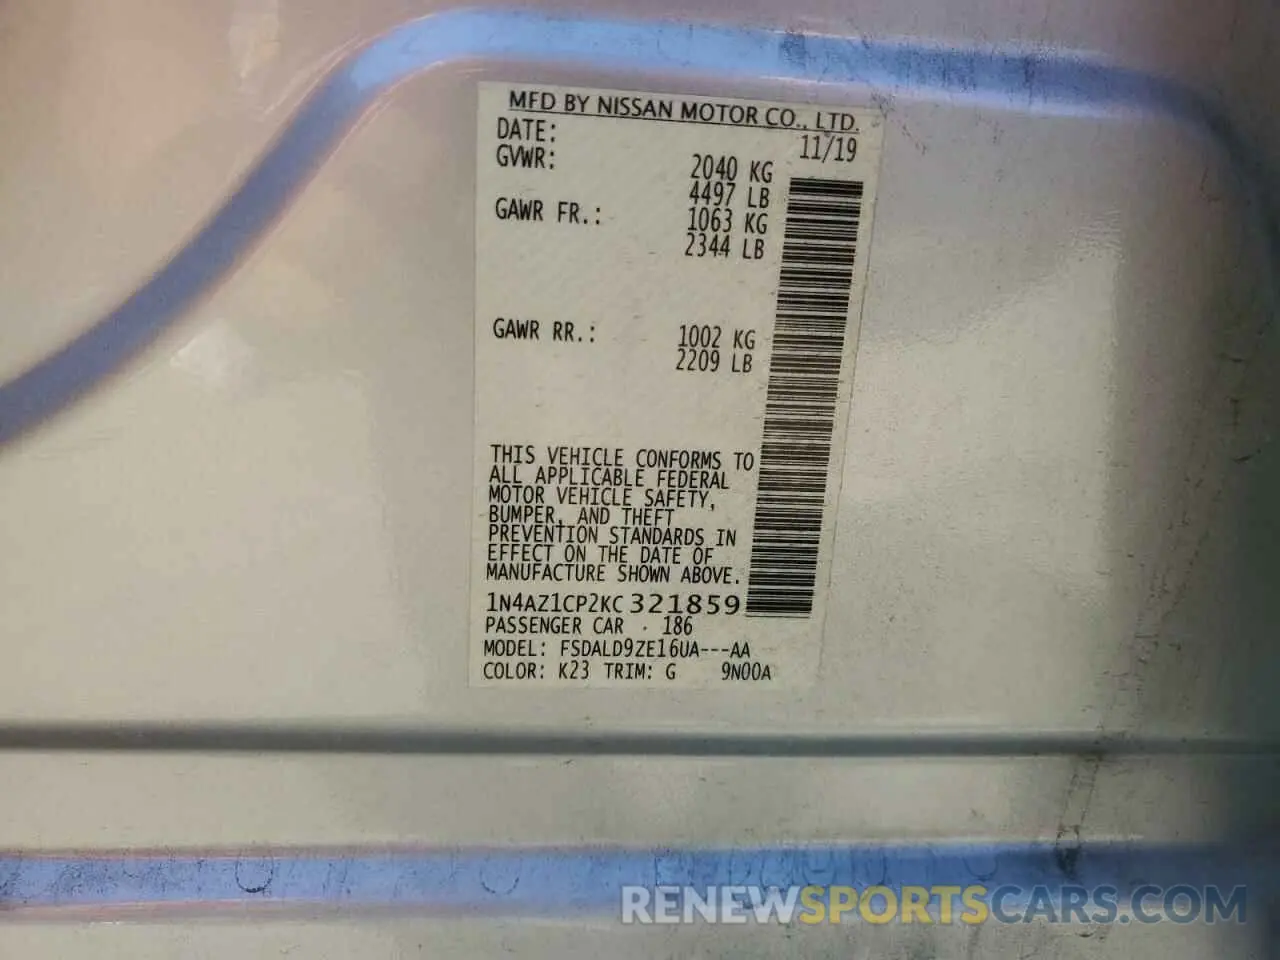 MFD BY NISSAN MOTOR CO., LTD.
DATE: 11/19
GVWR: 2040 KG
4497 LB
GAWR FR.: 1063 KG
2344 LB
GAWR RR.: 1002 KG
2209 LB
THIS VEHICLE CONFORMS TO
ALL APPLICABLE FEDERAL
MOTOR VEHICLE SAFETY,
BUMPER, AND THEFT
PREVENTION STANDARDS IN
EFFECT ON THE DATE OF
MANUFACTURE SHOWN ABOVE.
1N4AZ1CP2KC321859
PASSENGER CAR 186
MODEL: FSDALD9ZE16UA---AA
COLOR: K23 TRIM: G 9N00A
RENEWSPORTSCARS.COM